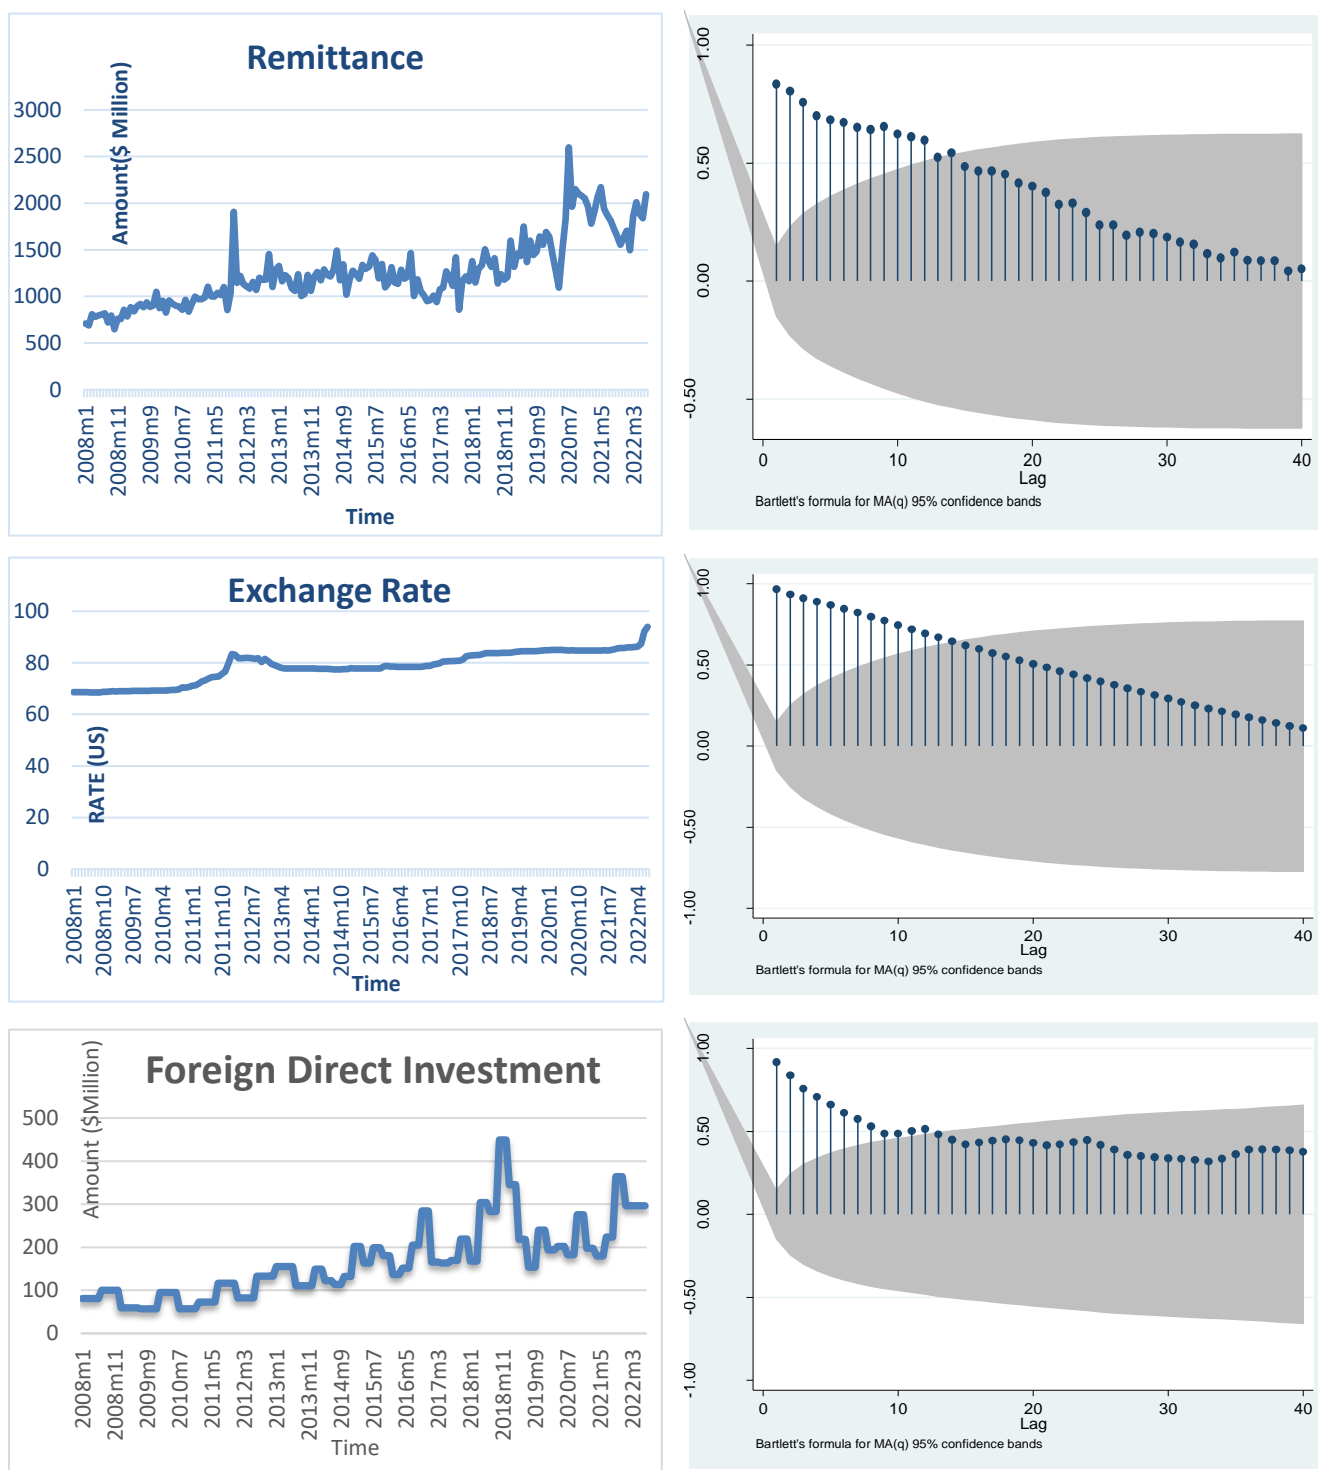 Remittance
Amount($ Million)
3000
2500
2000
1500
1000
500
0
2008m1 2008m11 2009m9 2010m7 2011m5 2012m3 2013m1 2013m11 2014m9 2015m7 2016m5 2017m3 2018m1 2018m11 2019m9 2020m7 2021m5 2022m3
Time
1.00
0.50
0.00
-0.50
0 10 20 30 40
Lag
Bartlett's formula for MA(q) 95% confidence bands
Exchange Rate
RATE (US)
100
80
60
40
20
0
2008m1 2008m10 2009m7 2010m4 2011m1 2011m10 2012m7 2013m4 2014m1 2014m10 2015m7 2016m4 2017m1 2017m10 2018m7 2019m4 2020m1 2020m10 2021m7 2022m4
Time
1.00
0.50
0.00
-0.50
-1.00
0 10 20 30 40
Lag
Bartlett's formula for MA(q) 95% confidence bands
Foreign Direct Investment
Amount ($Million)
500
400
300
200
100
0
2008m1 2008m11 2009m9 2010m7 2011m5 2012m3 2013m1 2013m11 2014m9 2015m7 2016m5 2017m3 2018m1 2018m11 2019m9 2020m7 2021m5 2022m3
Time
1.00
0.50
0.00
-0.50
-1.00
0 10 20 30 40
Lag
Bartlett's formula for MA(q) 95% confidence bands